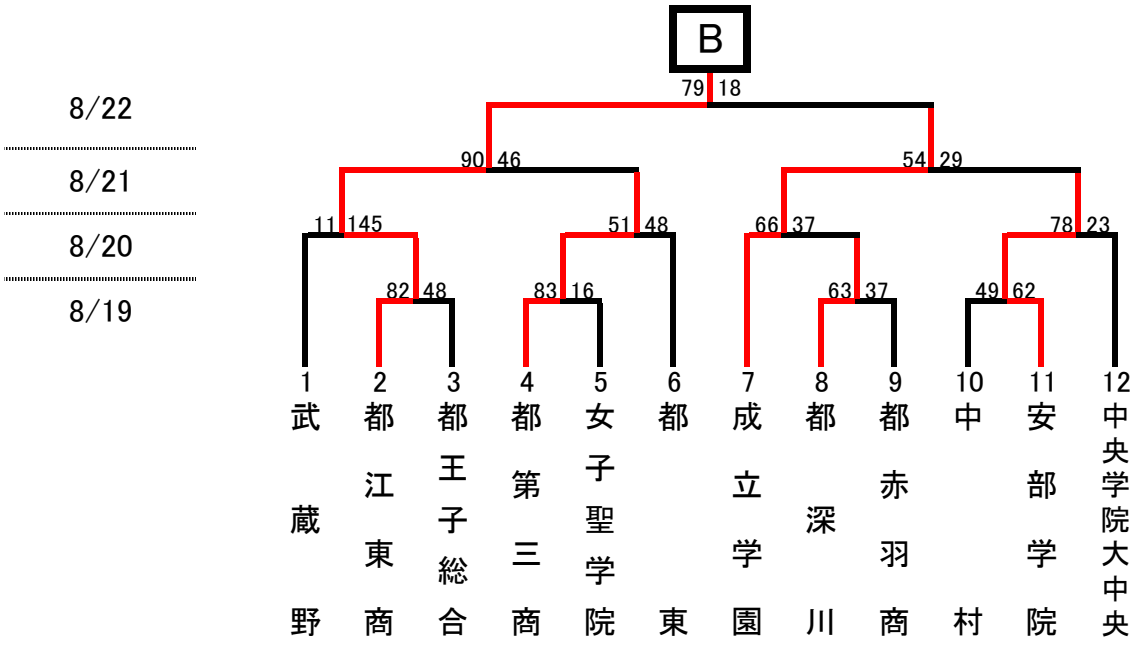 B
79 18
8/22
90 46
54 29
8/21
11 145
51 48
66 37
78 23
8/20
82 48
83 16
63 37
49 62
8/19
1 2 3 4 5 6 7 8 9 10 11 12
武蔵野
都江東商
都王子総合
都第三商
女子聖学院
都東
成立学園
都深川
都赤羽商
中村
安部学院
中央学院大中央